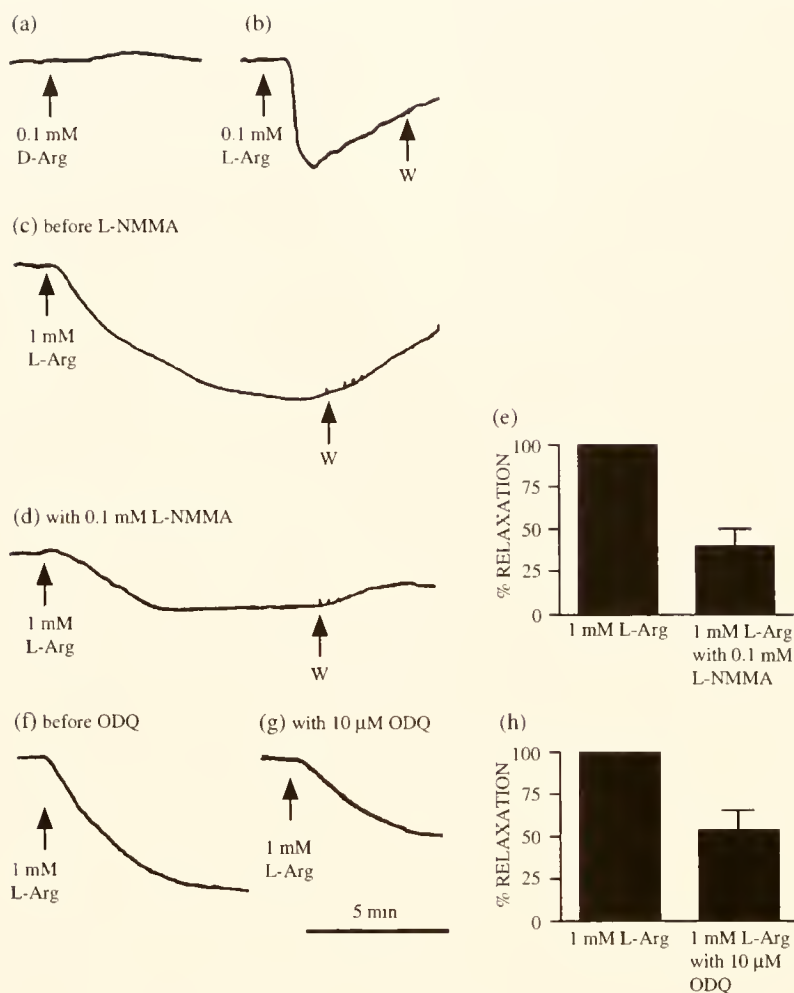 (a)
0.1 mM
D-Arg
(b)
0.1 mM
L-Arg
W
(c) before L-NMMA
1 mM
L-Arg
W
(d) with 0.1 mM L-NMMA
1 mM
L-Arg
W
(e)
% RELAXATION
100
75
50
25
0
1 mM L-Arg
1 mM L-Arg
with 0.1 mM
L-NMMA
(f) before ODQ
1 mM
L-Arg
(g) with 10 μM ODQ
1 mM
L-Arg
5 min
(h)
% RELAXATION
100
75
50
25
0
1 mM L-Arg
1 mM L-Arg
with 10 μM
ODQ